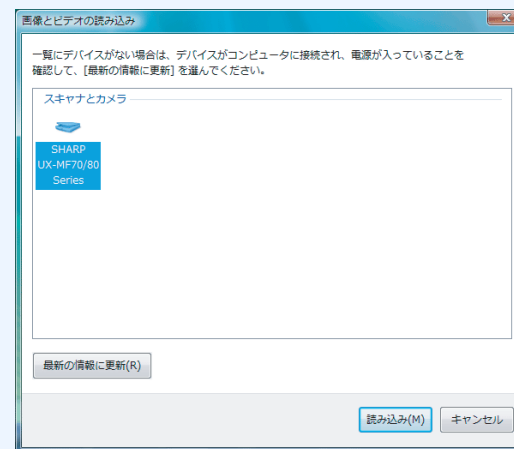 画像とビデオの読み込み
一覧にデバイスがない場合は、デバイスがコンピュータに接続され、電源が入っていることを
確認して、[最新の情報に更新] を選んでください。
スキャナとカメラ
SHARP
UX-MF70/80
Series
最新の情報に更新(R)
読み込み(M)
キャンセル